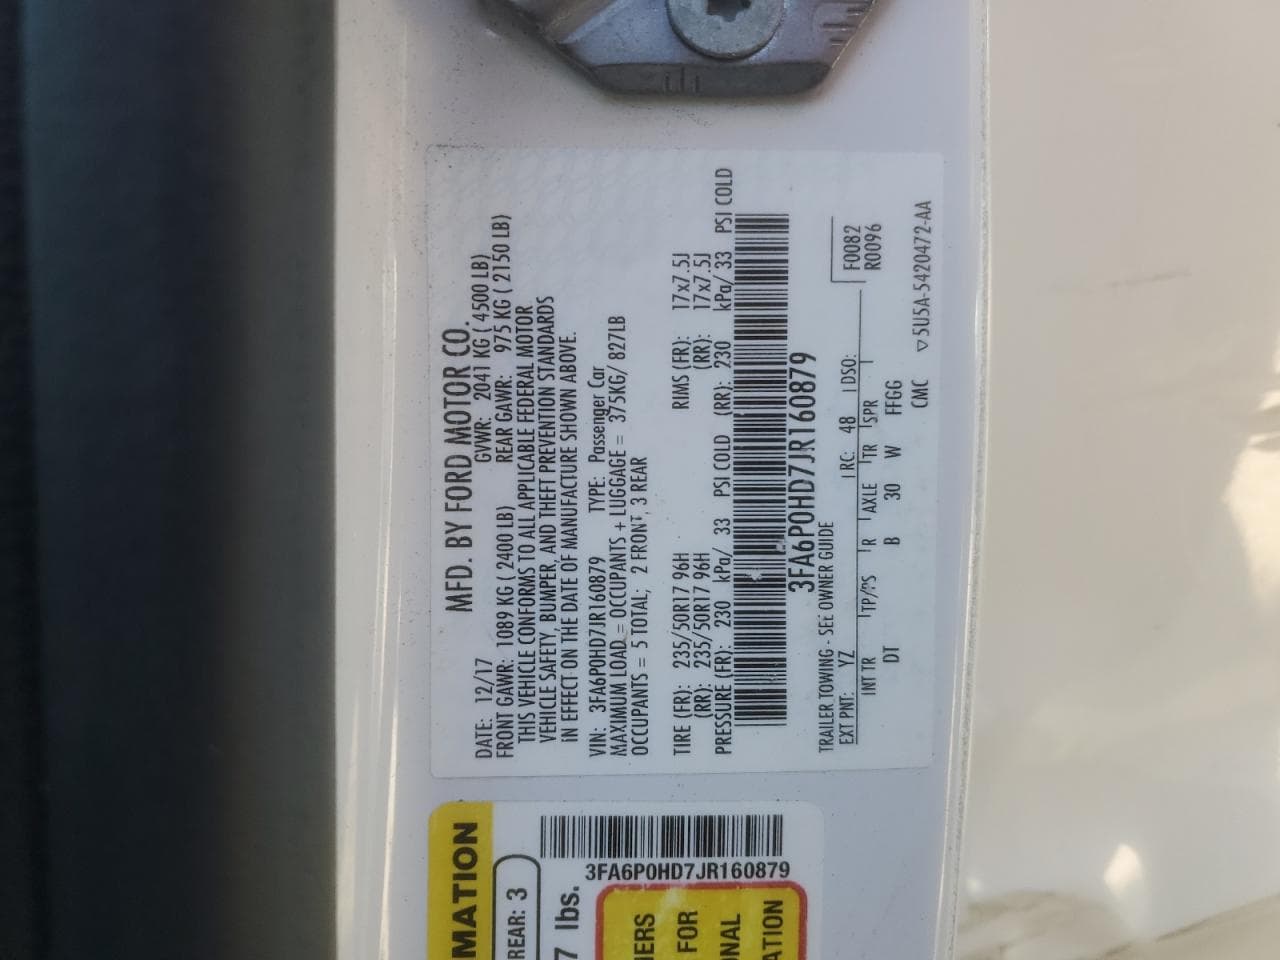 MFD. BY FORD MOTOR CO.
DATE: 12/17 GVWR: 2041 KG ( 4500 LB)
FRONT GAWR: 1089 KG ( 2400 LB) REAR GAWR: 975 KG ( 2150 LB)
THIS VEHICLE CONFORMS TO ALL APPLICABLE FEDERAL MOTOR
VEHICLE SAFETY, BUMPER, AND THEFT PREVENTION STANDARDS
IN EFFECT ON THE DATE OF MANUFACTURE SHOWN ABOVE.
VIN: 3FA6P0HD7JR160879 TYPE: Passenger Car
MAXIMUM LOAD = OCCUPANTS + LUGGAGE = 375KG/ 827LB
OCCUPANTS = 5 TOTAL; 2 FRONT, 3 REAR
TIRE (FR): 235/50R17 96H RIMS (FR): 17x7.5J
(RR): 235/50R17 96H (RR): 17x7.5J
PRESSURE (FR): 230 kPa/ 33 PSI COLD (RR): 230 kPa/ 33 PSI COLD
3FA6P0HD7JR160879
TRAILER TOWING - SEE OWNER GUIDE
EXT PNT: YZ RC: 48 DSO: F0082
R0096
INT TR TP/PS R AXLE TR SPR
DT B 30 W FFGG
CMC ▽5U5A-5420472-AA
MATION
REAR: 3
3FA6P0HD7JR160879
7 lbs.
IERS
FOR
NAL
ATION